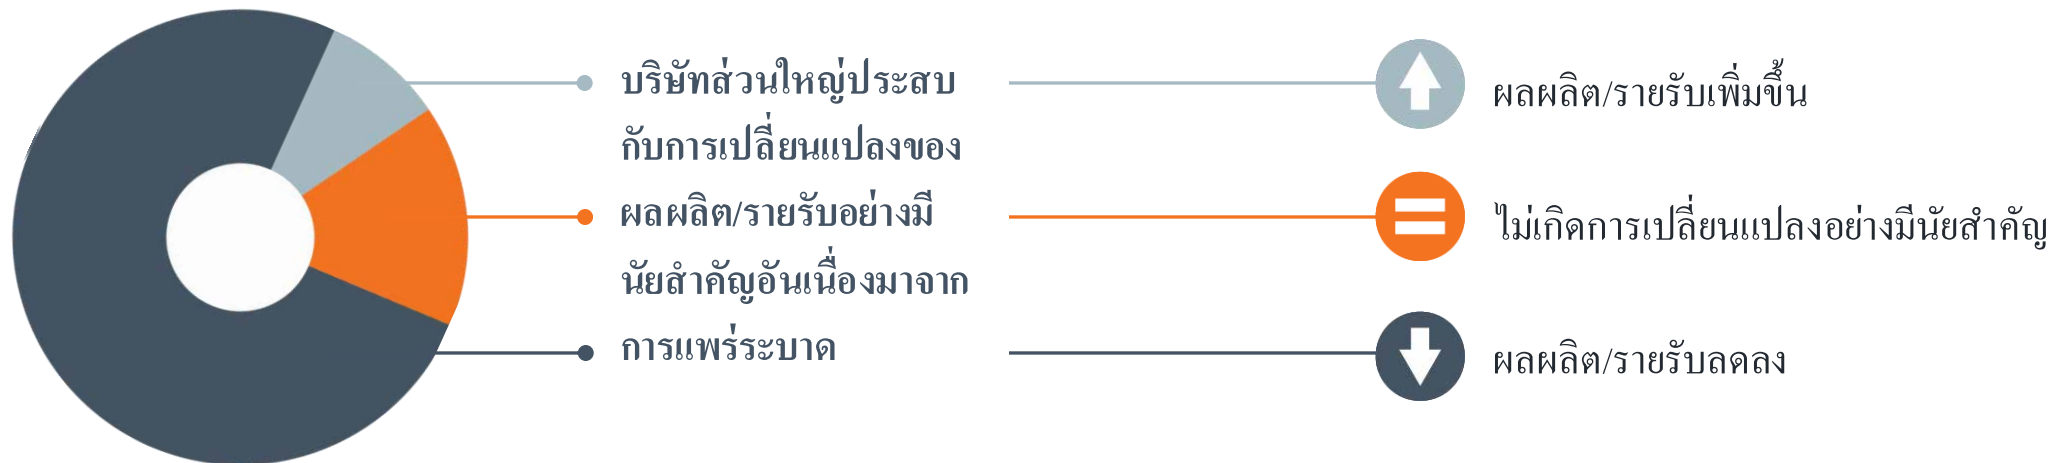 บริษัทส่วนใหญ่ประสบ
กับการเปลี่ยนแปลงของ
ผลผลิต/รายรับอย่างมี
นัยสำคัญอันเนื่องมาจาก
การแพร่ระบาด
ผลผลิต/รายรับเพิ่มขึ้น
ไม่เกิดการเปลี่ยนแปลงอย่างมีนัยสำคัญ
ผลผลิต/รายรับลดลง